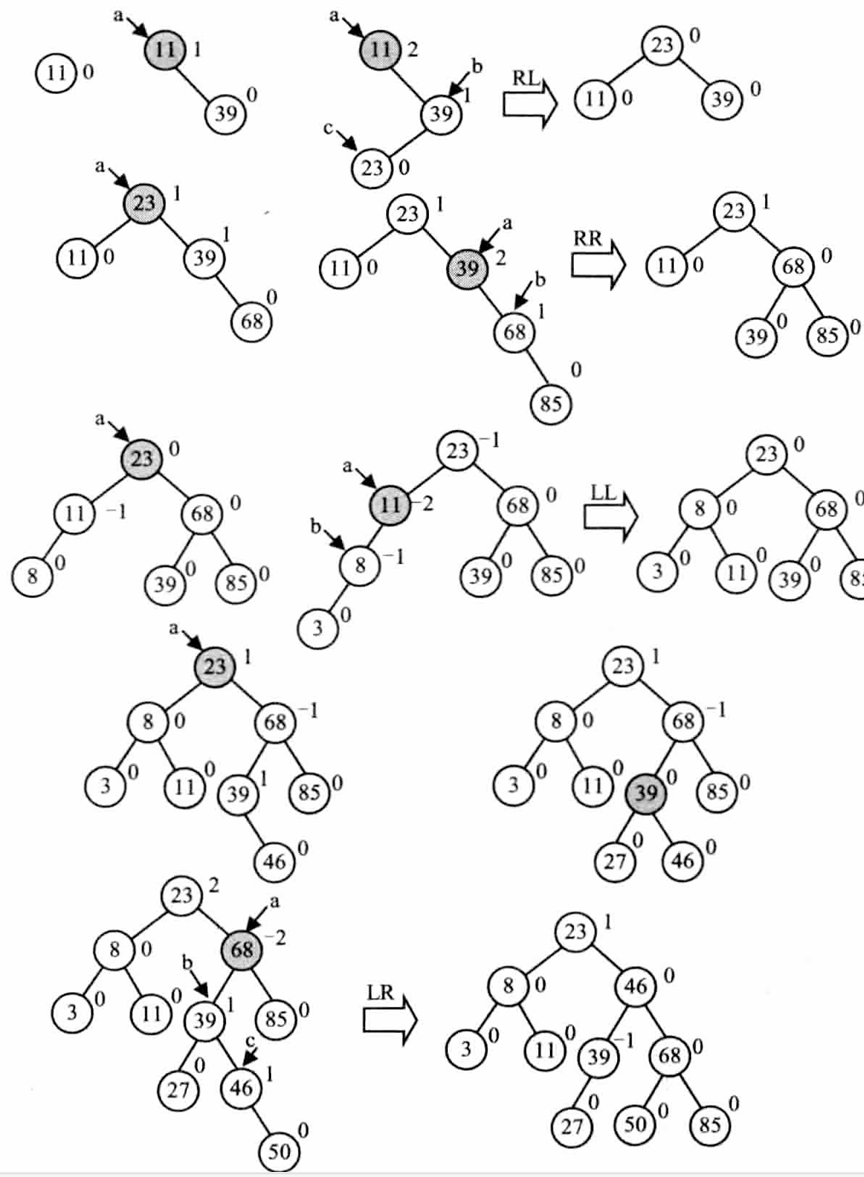 a a
11 1 11 2 23 0
11 0 b RL
39 0 39 1 11 0 39 0
c
23 0
a
23 1 23 1 23 1
a RR
11 0 39 1 11 0 39 2 11 0 68 0
b
68 0 68 1 39 0 85 0
85 0
a
23 0 23 -1 23 0
a
11 -1 68 0 11 -2 68 0 LL 8 0 68 0
b
8 0 39 0 85 0 8 -1 39 0 85 0 3 0 11 0 39 0
3 0
a
23 1 23 1
8 0 68 -1 8 0 68 -1
3 0 11 0 39 1 85 0 3 0 11 0 39 0 85 0
46 0 27 0 46 0
23 2 a 23 1
8 0 68 -2 8 0 46 0
b LR
3 0 11 0 39 1 85 0 3 0 11 0 39 -1 68 0
c
27 0 46 1 27 0 50 0 85 0
50 0